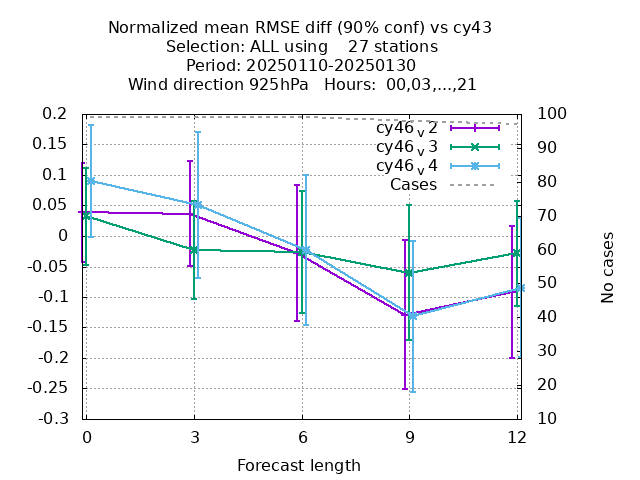 Normalized mean RMSE diff (90% conf) vs cy43
Selection: ALL using    27 stations
Period: 20250110-20250130
Wind direction 925hPa   Hours:  00,03,...,21
0.2
0.15
0.1
0.05
0
-0.05
-0.1
-0.15
-0.2
-0.25
-0.3
cy46v2
cy46v3
cy46v4
Cases
100
90
80
70
60
50
40
30
20
10
No cases
0 3 6 9 12
Forecast length